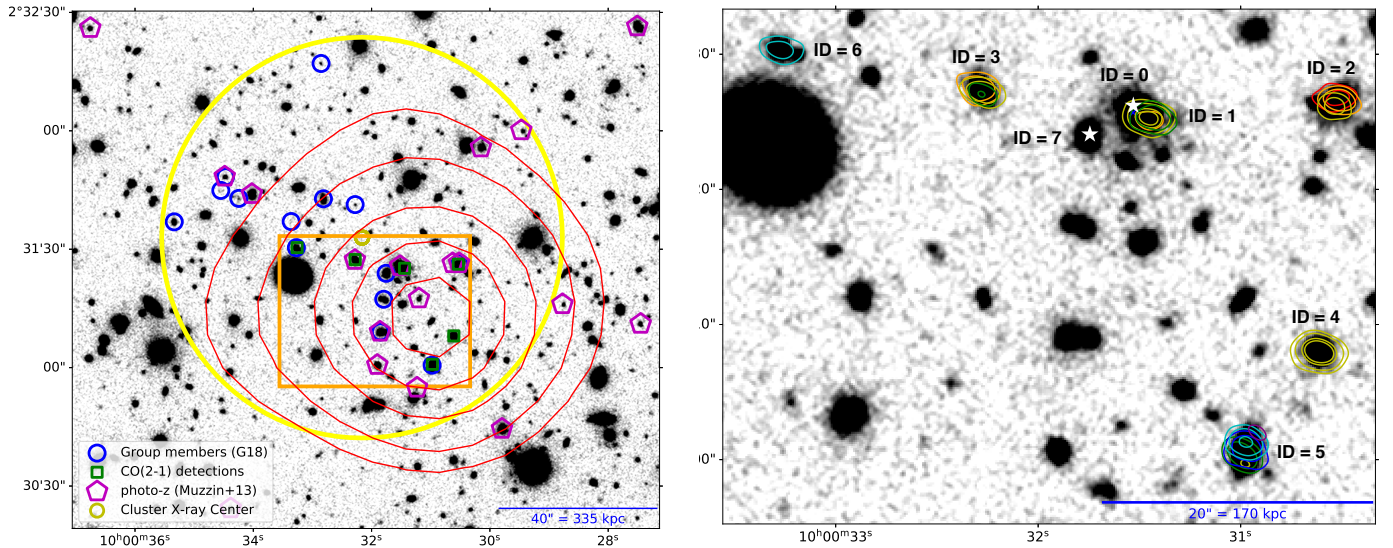 2°32'30"
00"
31'30"
00"
30'30"
Group members (G18)
CO(2-1) detections
photo-z (Muzzin+13)
Cluster X-ray Center
40" = 335 kpc
10ʰ00ᵐ36ˢ
34ˢ
32ˢ
30ˢ
28ˢ
ID = 6
ID = 3
ID = 0
ID = 2
ID = 1
ID = 7
ID = 4
ID = 5
20" = 170 kpc
10ʰ00ᵐ33ˢ
32ˢ
31ˢ